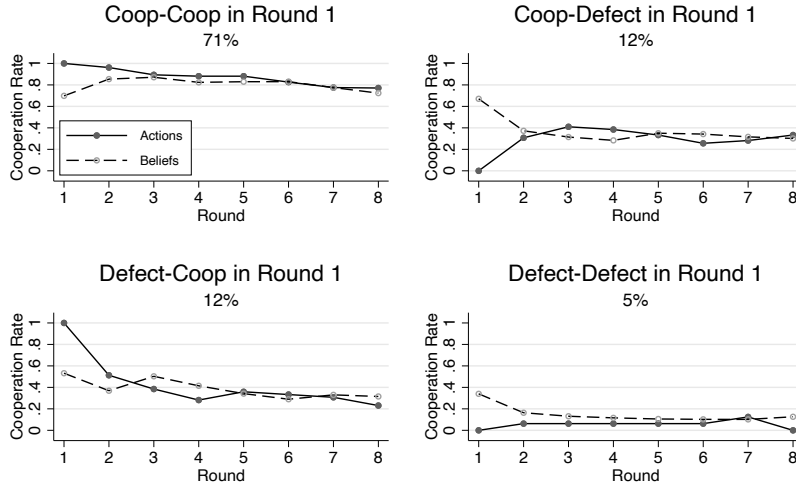 Coop-Coop in Round 1
71%
Cooperation Rate
0 .2 .4 .6 .8 1
Actions
Beliefs
1 2 3 4 5 6 7 8
Round
Coop-Defect in Round 1
12%
Cooperation Rate
0 .2 .4 .6 .8 1
1 2 3 4 5 6 7 8
Round
Defect-Coop in Round 1
12%
Cooperation Rate
0 .2 .4 .6 .8 1
1 2 3 4 5 6 7 8
Round
Defect-Defect in Round 1
5%
Cooperation Rate
0 .2 .4 .6 .8 1
1 2 3 4 5 6 7 8
Round